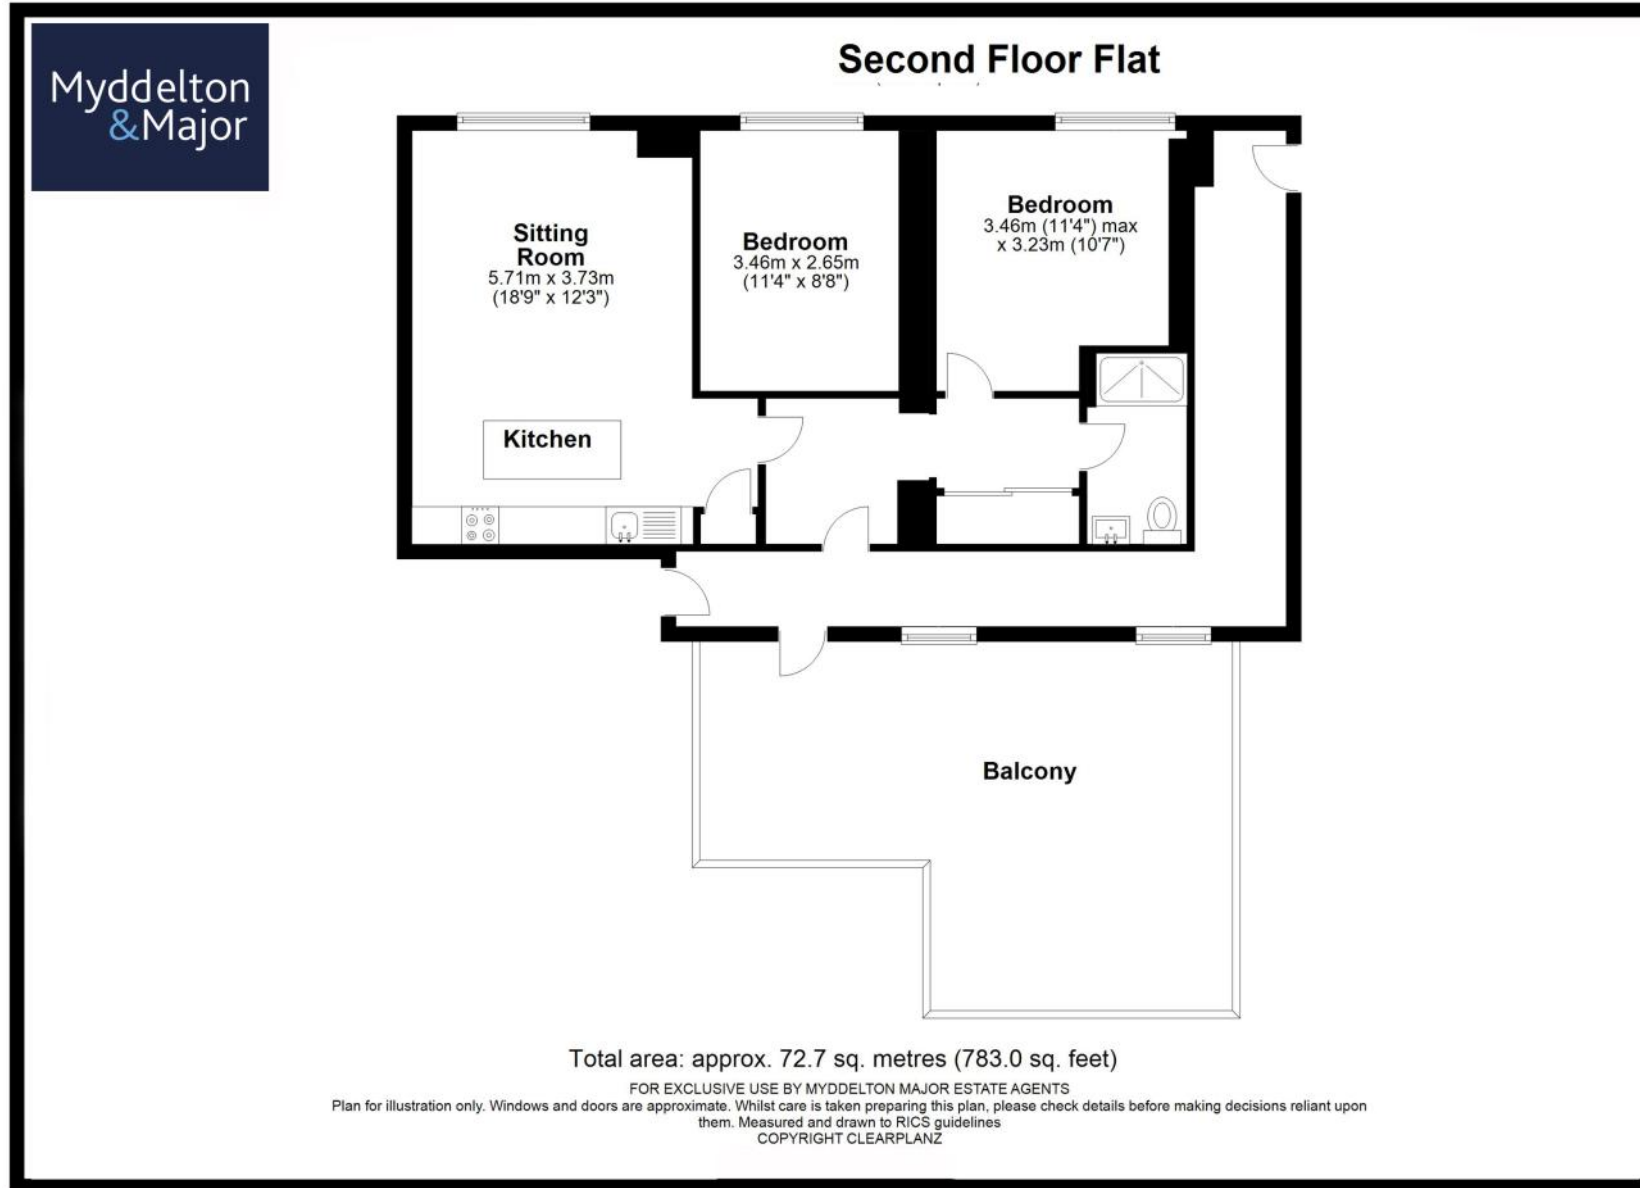 Myddelton
&Major
Second Floor Flat
Sitting
Room
5.71m x 3.73m
(18'9" x 12'3")
Bedroom
3.46m x 2.65m
(11'4" x 8'8")
Bedroom
3.46m (11'4") max
x 3.23m (10'7")
Kitchen
Balcony
Total area: approx. 72.7 sq. metres (783.0 sq. feet)
FOR EXCLUSIVE USE BY MYDDELTON MAJOR ESTATE AGENTS
Plan for illustration only. Windows and doors are approximate. Whilst care is taken preparing this plan, please check details before making decisions reliant upon
them. Measured and drawn to RICS guidelines
COPYRIGHT CLEARPLANZ